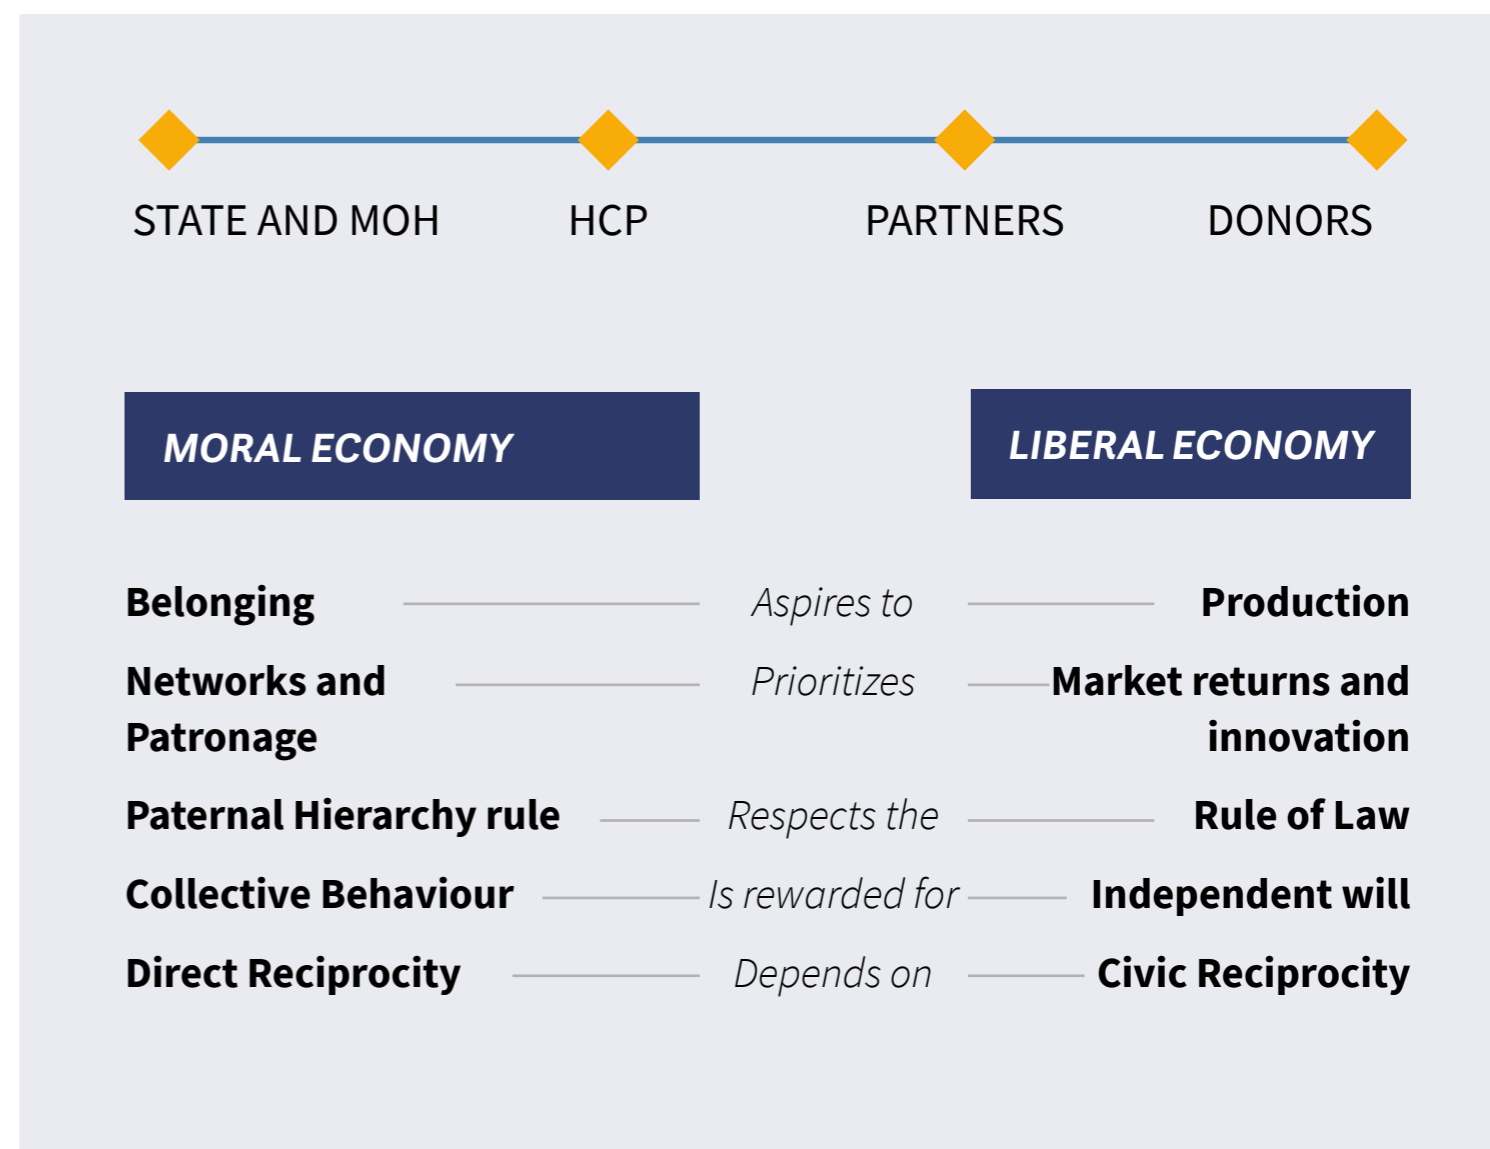 STATE AND MOH HCP PARTNERS DONORS
MORAL ECONOMY LIBERAL ECONOMY
Belonging Aspires to Production
Networks and Prioritizes Market returns and
Patronage innovation
Paternal Hierarchy rule Respects the Rule of Law
Collective Behaviour Is rewarded for Independent will
Direct Reciprocity Depends on Civic Reciprocity